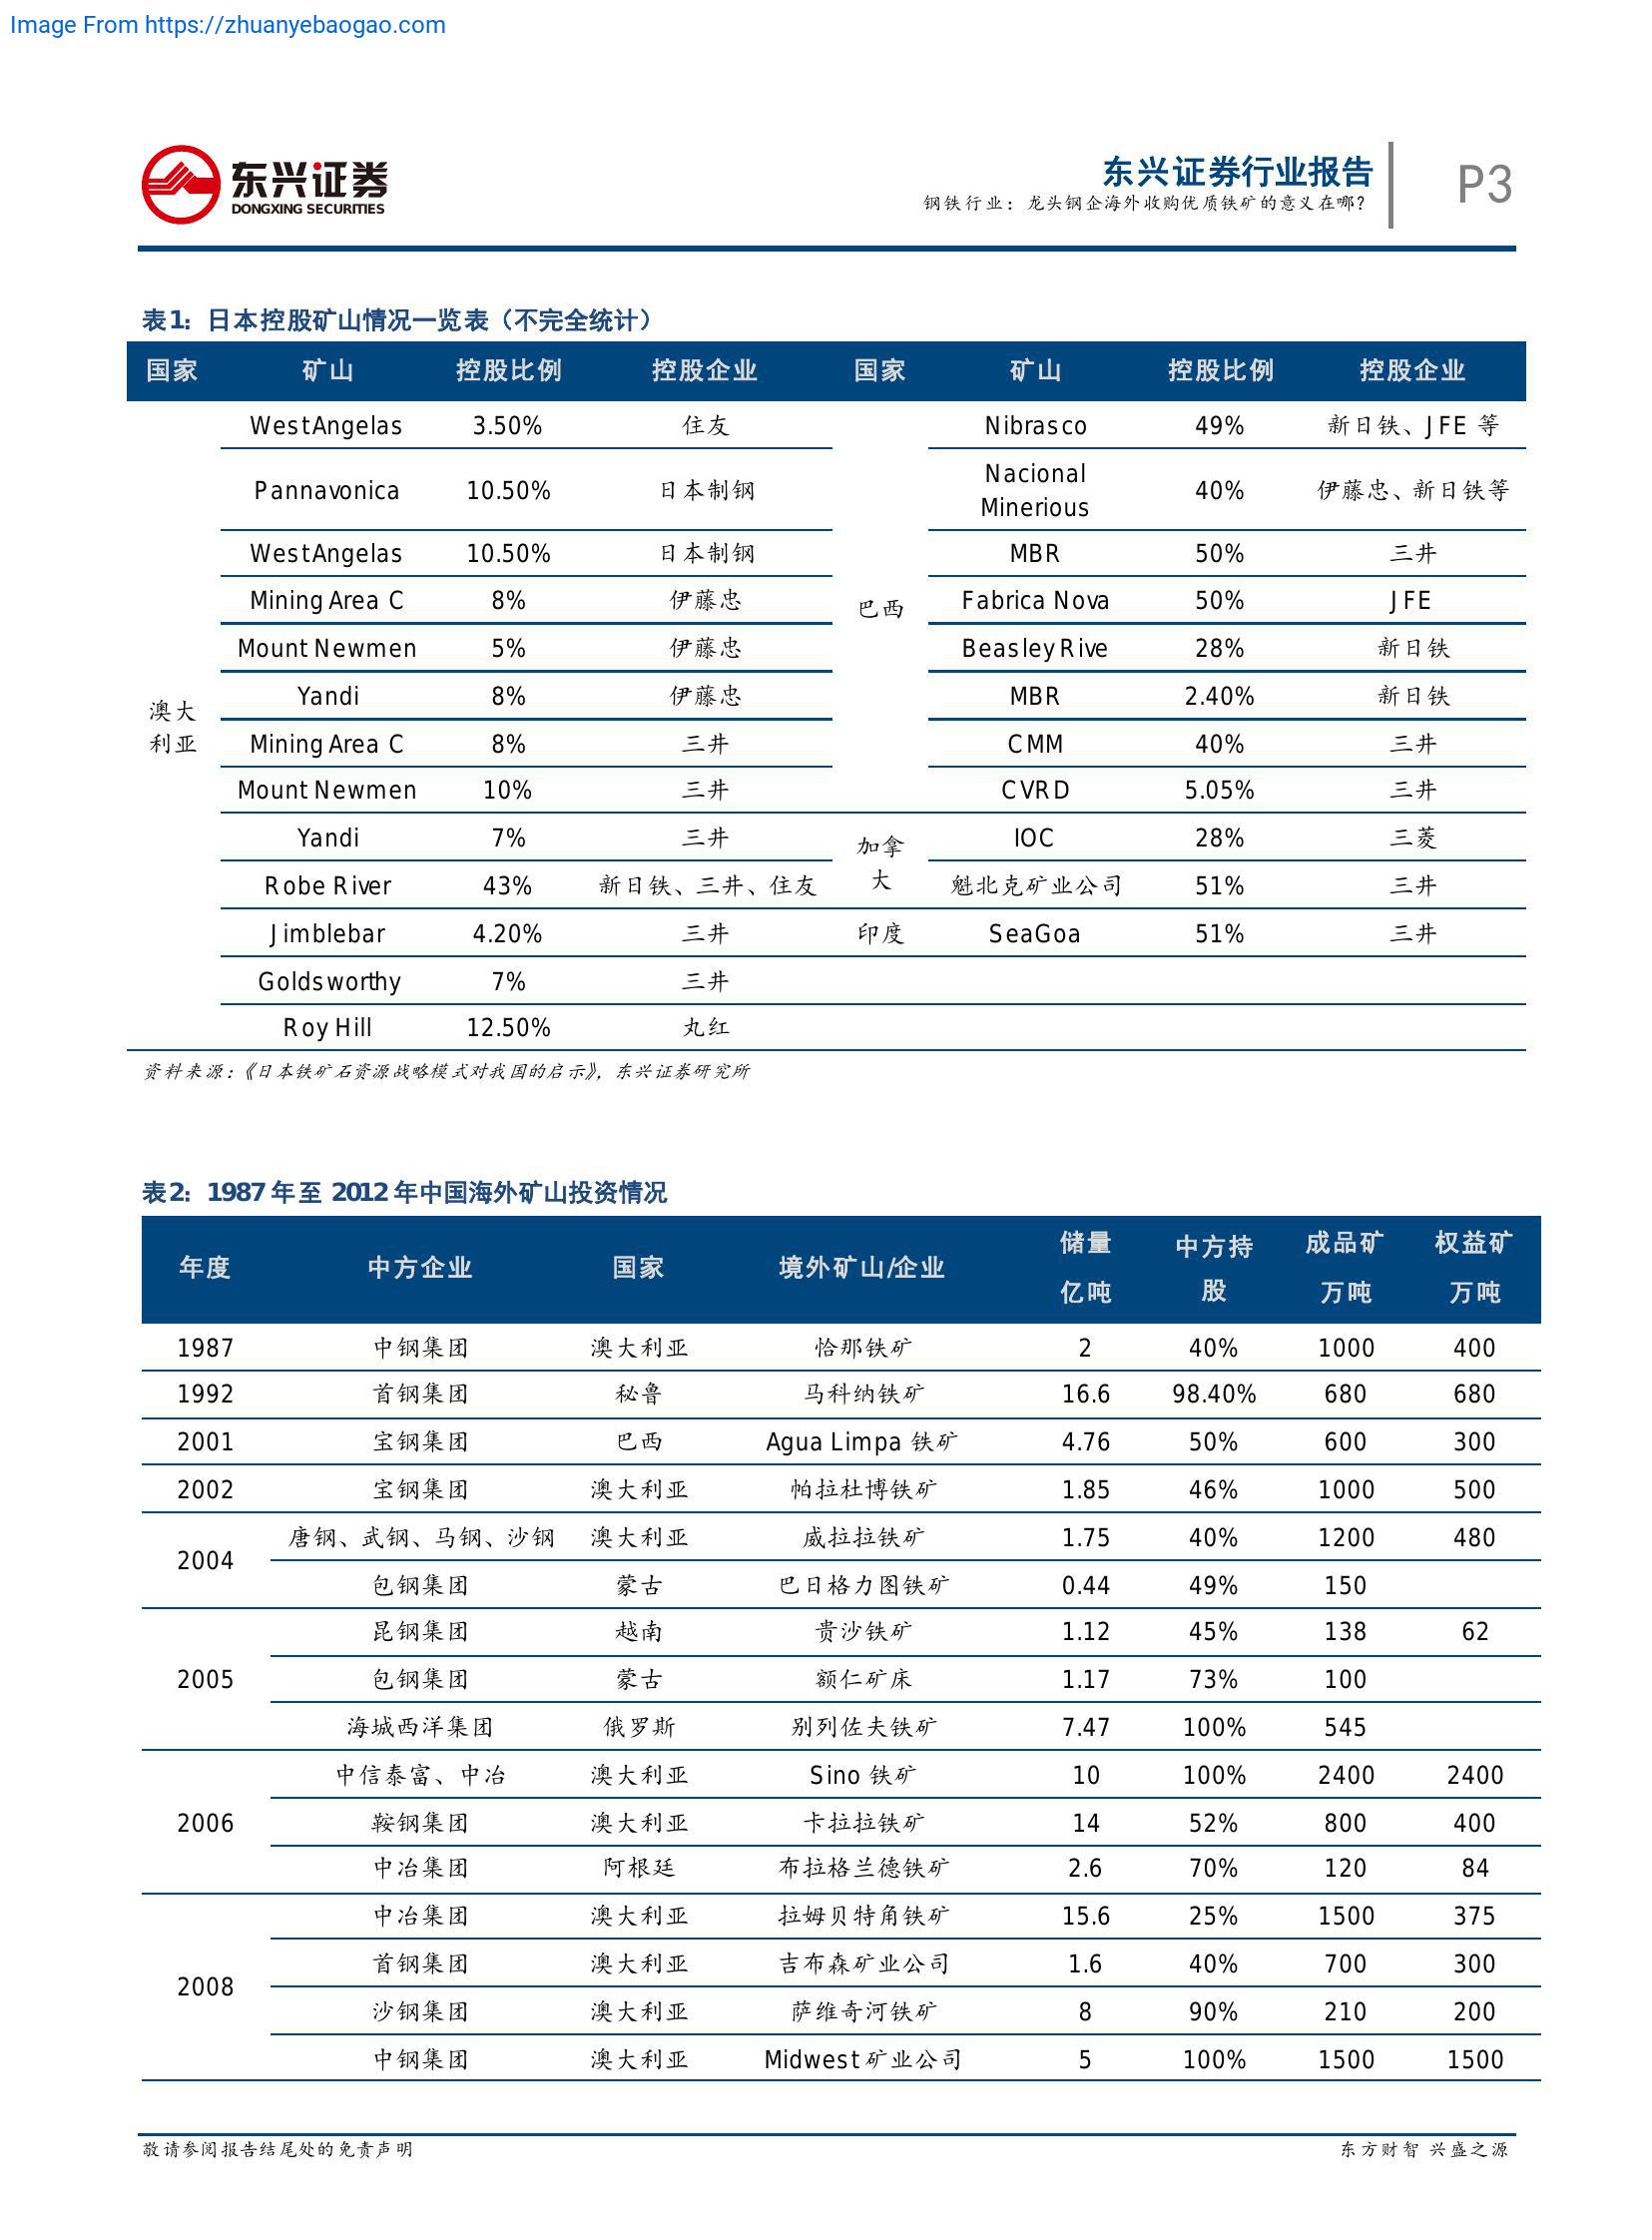 Image From https://zhuanyebaogao.com
东兴证券
DONGXING SECURITIES
东兴证券行业报告
钢铁行业：龙头钢企海外收购优质铁矿的意义在哪？
P3
表1：日本控股矿山情况一览表（不完全统计）
国家 矿山 控股比例 控股企业 国家 矿山 控股比例 控股企业
澳大利亚 WestAngelas 3.50% 住友 巴西 Nibrasco 49% 新日铁、JFE 等
Pannavonica 10.50% 日本制钢 Nacional Minerious 40% 伊藤忠、新日铁等
WestAngelas 10.50% 日本制钢 MBR 50% 三井
Mining Area C 8% 伊藤忠 Fabrica Nova 50% JFE
Mount Newmen 5% 伊藤忠 Beasley Rive 28% 新日铁
Yandi 8% 伊藤忠 MBR 2.40% 新日铁
Mining Area C 8% 三井 CMM 40% 三井
Mount Newmen 10% 三井 CVRD 5.05% 三井
Yandi 7% 三井 加拿大 IOC 28% 三菱
Robe River 43% 新日铁、三井、住友 魁北克矿业公司 51% 三井
Jimblebar 4.20% 三井 印度 SeaGoa 51% 三井
Goldsworthy 7% 三井
Roy Hill 12.50% 丸红
资料来源：《日本铁矿石资源战略模式对我国的启示》，东兴证券研究所
表2：1987 年至 2012 年中国海外矿山投资情况
年度 中方企业 国家 境外矿山/企业 储量亿吨 中方持股 成品矿万吨 权益矿万吨
1987 中钢集团 澳大利亚 恰那铁矿 2 40% 1000 400
1992 首钢集团 秘鲁 马科纳铁矿 16.6 98.40% 680 680
2001 宝钢集团 巴西 Agua Limpa 铁矿 4.76 50% 600 300
2002 宝钢集团 澳大利亚 帕拉杜博铁矿 1.85 46% 1000 500
2004 唐钢、武钢、马钢、沙钢 澳大利亚 威拉拉铁矿 1.75 40% 1200 480
包钢集团 蒙古 巴日格力图铁矿 0.44 49% 150
2005 昆钢集团 越南 贵沙铁矿 1.12 45% 138 62
包钢集团 蒙古 额仁矿床 1.17 73% 100
海城西洋集团 俄罗斯 别列佐夫铁矿 7.47 100% 545
2006 中信泰富、中冶 澳大利亚 Sino 铁矿 10 100% 2400 2400
鞍钢集团 澳大利亚 卡拉拉铁矿 14 52% 800 400
中冶集团 阿根廷 布拉格兰德铁矿 2.6 70% 120 84
2008 中冶集团 澳大利亚 拉姆贝特角铁矿 15.6 25% 1500 375
首钢集团 澳大利亚 吉布森矿业公司 1.6 40% 700 300
沙钢集团 澳大利亚 萨维奇河铁矿 8 90% 210 200
中钢集团 澳大利亚 Midwest 矿业公司 5 100% 1500 1500
敬请参阅报告结尾处的免责声明
东方财智 兴盛之源